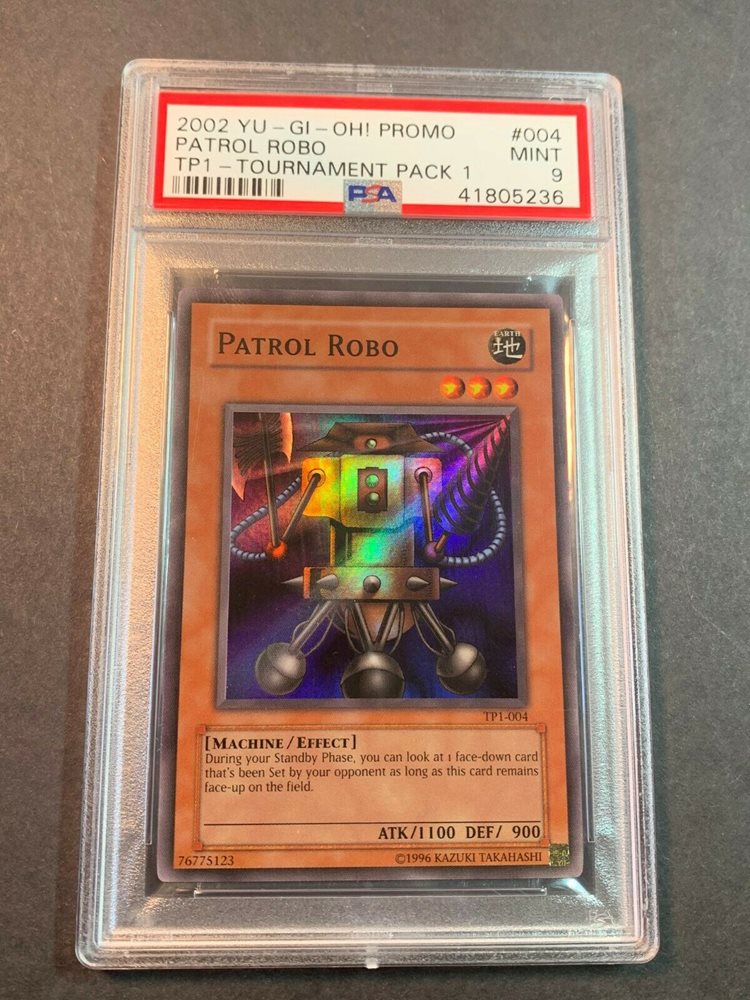 2002 YU-GI-OH! PROMO #004
PATROL ROBO MINT
TP1-TOURNAMENT PACK 1 9
PSA 41805236
PATROL ROBO
EARTH
地
TP1-004
[MACHINE/EFFECT]
During your Standby Phase, you can look at 1 face-down card
that's been Set by your opponent as long as this card remains
face-up on the field.
ATK/1100 DEF/ 900
76775123 ©1996 KAZUKI TAKAHASHI